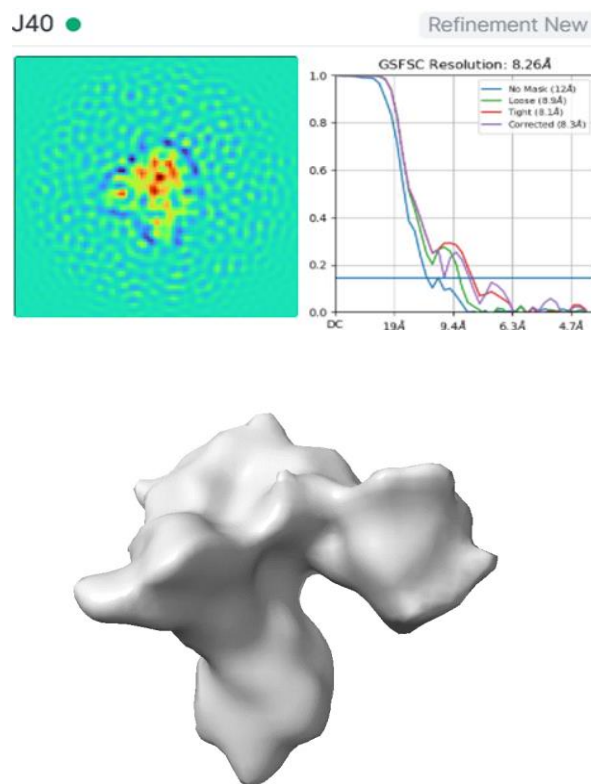 J40
Refinement New
GSFSC Resolution: 8.26Å
No Mask (12Å)
Loose (8.9Å)
Tight (8.1Å)
Corrected (8.3Å)
1.0
0.8
0.6
0.4
0.2
0.0
DC 19Å 9.4Å 6.3Å 4.7Å